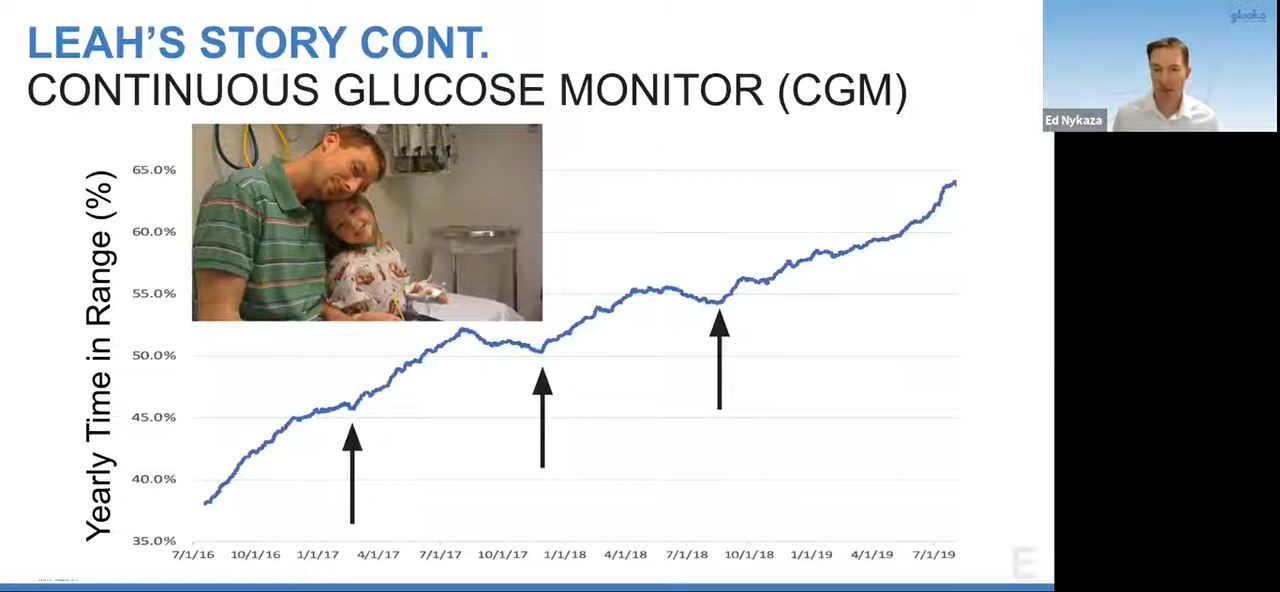 LEAH'S STORY CONT.
CONTINUOUS GLUCOSE MONITOR (CGM)
glooko
Ed Nykaza
Yearly Time in Range (%)
65.0%
60.0%
55.0%
50.0%
45.0%
40.0%
35.0%
7/1/16 10/1/16 1/1/17 4/1/17 7/1/17 10/1/17 1/1/18 4/1/18 7/1/18 10/1/18 1/1/19 4/1/19 7/1/19
E